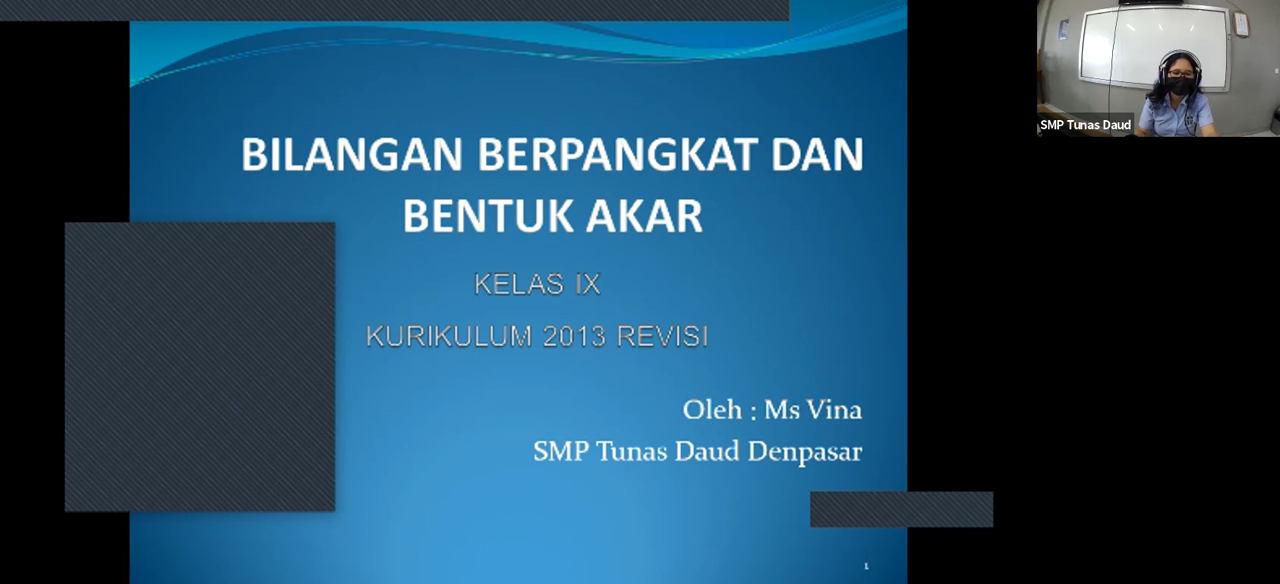 BILANGAN BERPANGKAT DAN
BENTUK AKAR
KELAS IX
KURIKULUM 2013 REVISI
Oleh : Ms Vina
SMP Tunas Daud Denpasar
1
SMP Tunas Daud